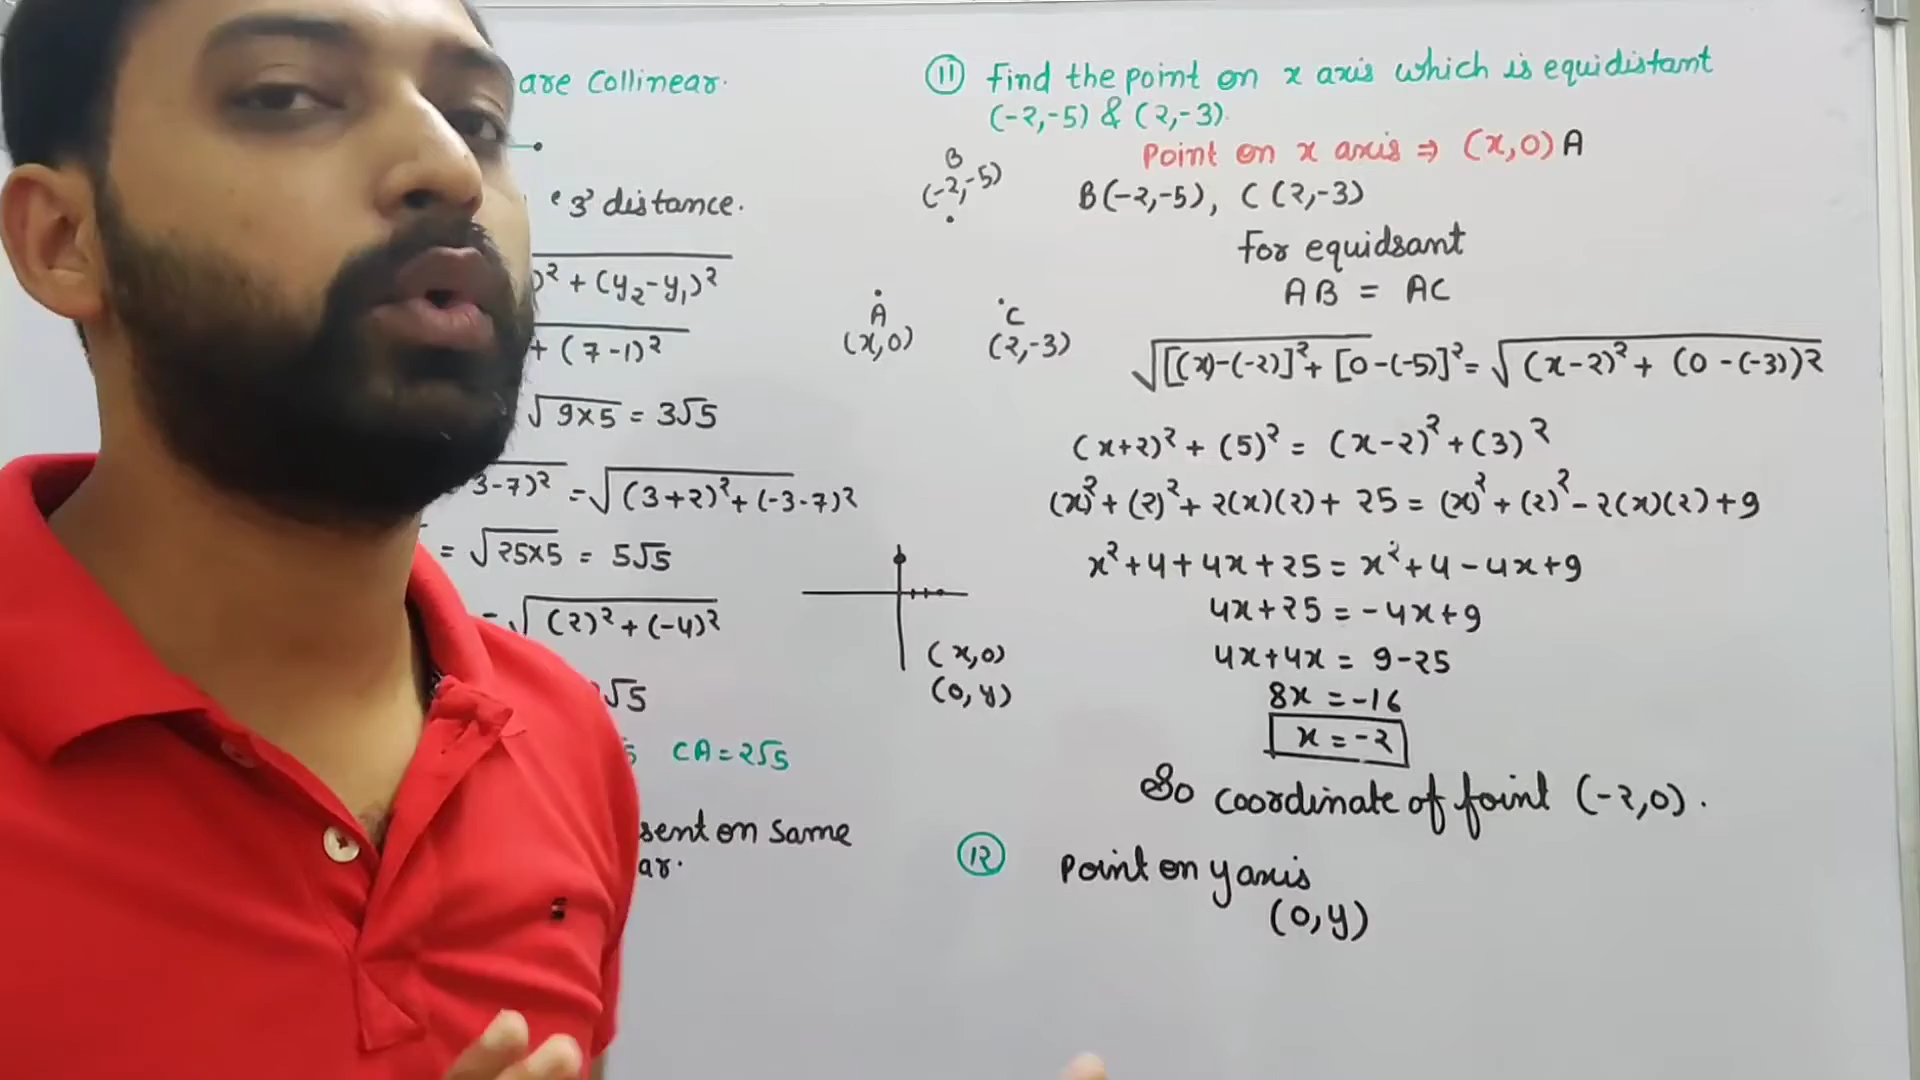 are Collinear.
3 distance.
)² + (y₂-y₁)²
+ (7-1)²
√9×5 = 3√5
3-7)² = √(3+2)²+(-3-7)²
= √25×5 = 5√5
= √(2)²+(-4)²
√5
CA=2√5
sent on Same
ar.
B
(-2,-5)
A
(x,0)
C
(2,-3)
(x,0)
(0,y)
11 Find the point on x axis which is equidistant
(-2,-5) & (2,-3).
Point on x axis ⇒ (x,0) A
B(-2,-5), C(2,-3)
For equidsant
AB = AC
√[(x)-(-2)]²+[0-(-5)]² = √(x-2)²+(0-(-3))²
(x+2)²+(5)² = (x-2)²+(3)²
(x)²+(2)²+2(x)(2)+25 = (x)²+(2)²-2(x)(2)+9
x²+4+4x+25 = x²+4-4x+9
4x+25 = -4x+9
4x+4x = 9-25
8x = -16
x = -2
So coordinate of foint (-2,0).
12 Point on y axis
(0,y)